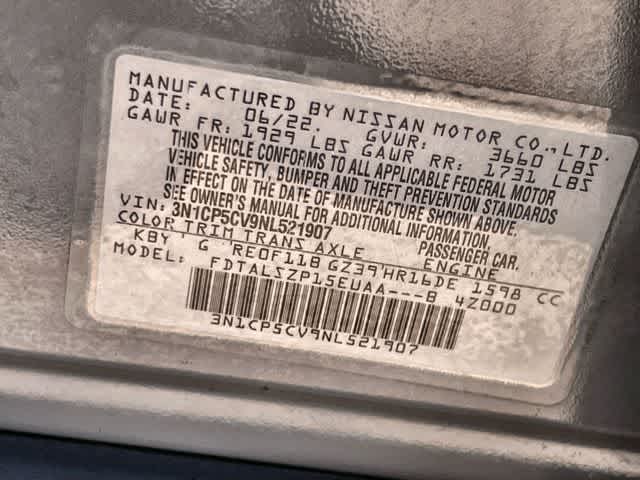 MANUFACTURED BY NISSAN MOTOR CO.,LTD.
DATE: 06/22. GVWR: 3660 LBS
GAWR FR: 1929 LBS GAWR RR: 1731 LBS
THIS VEHICLE CONFORMS TO ALL APPLICABLE FEDERAL MOTOR
VEHICLE SAFETY, BUMPER AND THEFT PREVENTION STANDARDS
IN EFFECT ON THE DATE OF MANUFACTURE SHOWN ABOVE.
SEE OWNER'S MANUAL FOR ADDITIONAL INFORMATION.
VIN: 3N1CP5CV9NL521907 PASSENGER CAR.
COLOR TRIM TRANS AXLE ENGINE
KBY G RE0F11B GZ39 HR16DE 1598 CC
MODEL: FDTALSZP15EUAA---B 4Z000
3N1CP5CV9NL521907